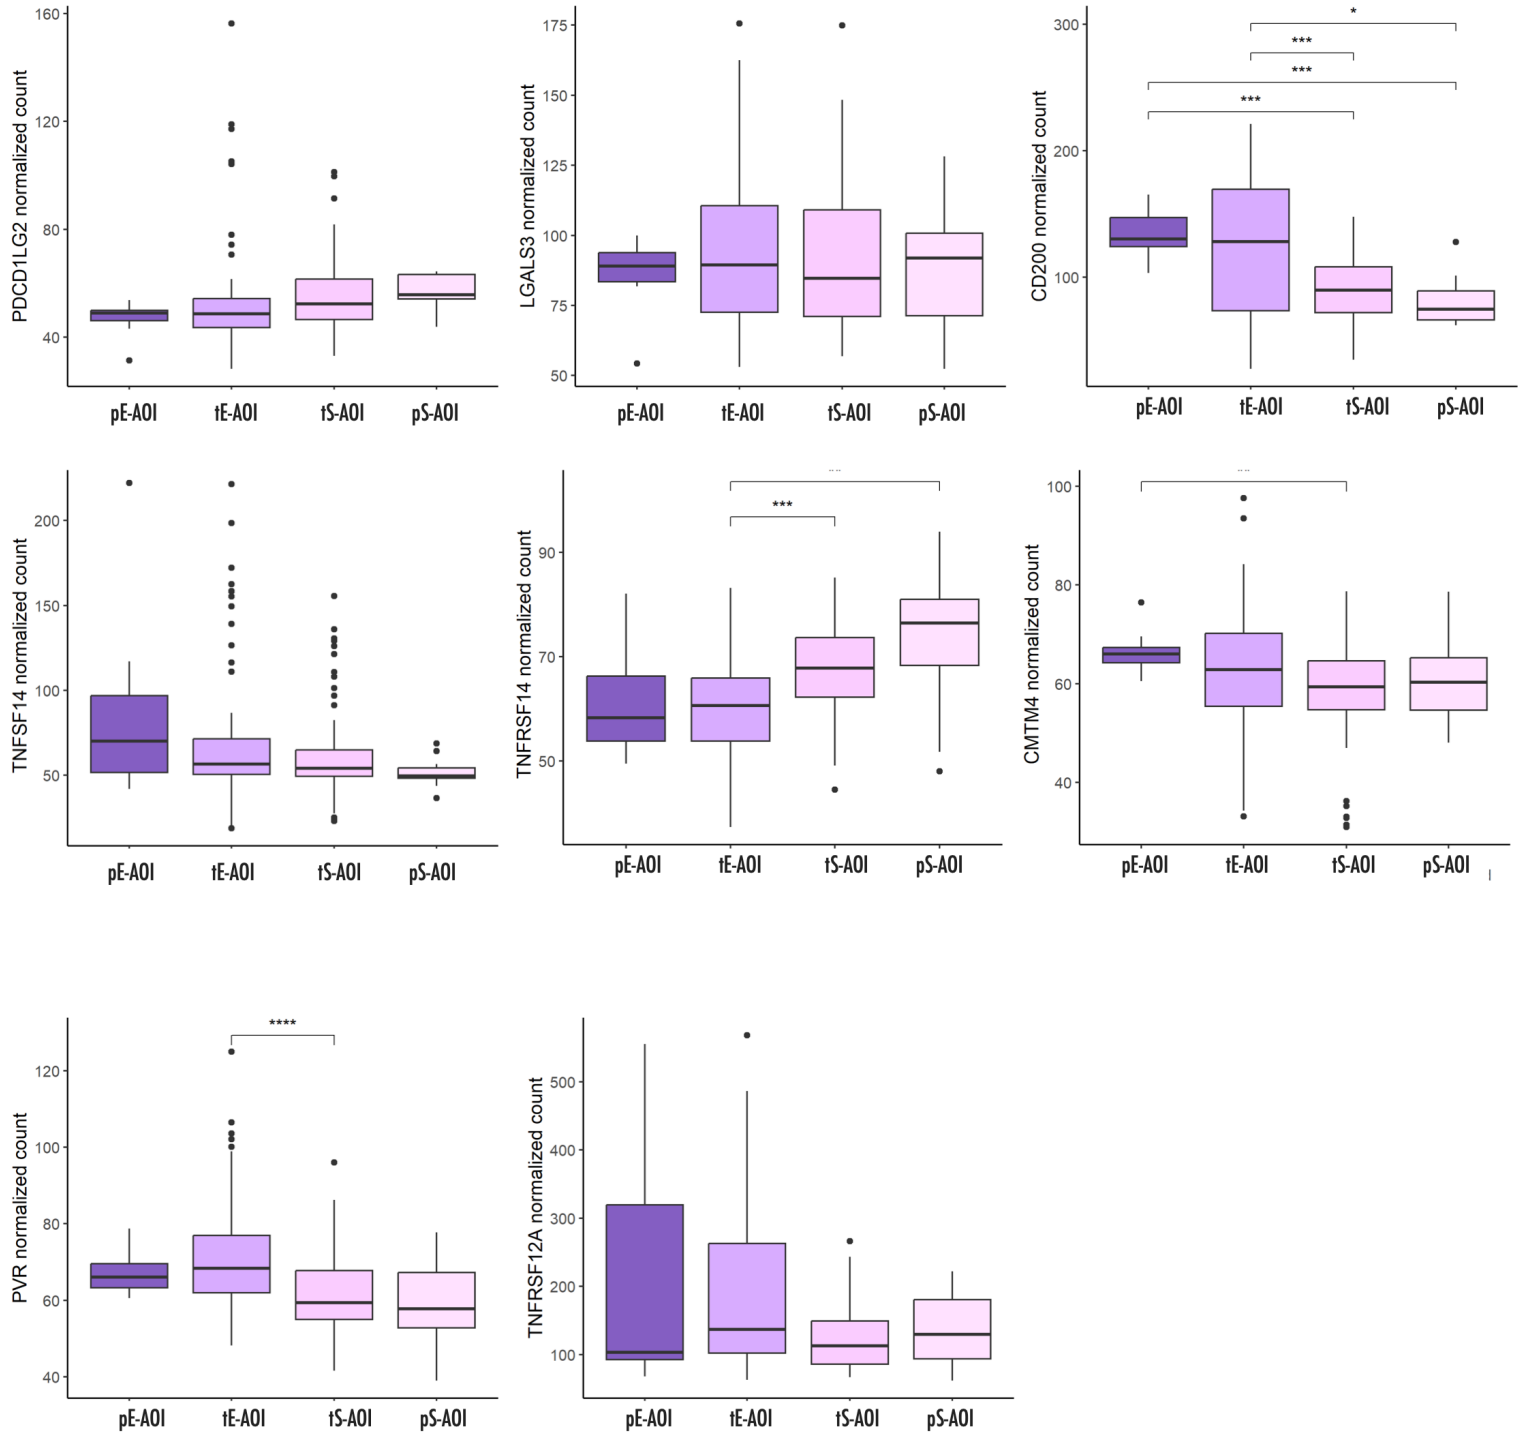 PDCD1LG2 normalized count
160
120
80
40
pE-AOI tE-AOI tS-AOI pS-AOI
LGALS3 normalized count
175
150
125
100
75
50
pE-AOI tE-AOI tS-AOI pS-AOI
CD200 normalized count
300
200
100
*
***
***
***
pE-AOI tE-AOI tS-AOI pS-AOI
TNFSF14 normalized count
200
150
100
50
pE-AOI tE-AOI tS-AOI pS-AOI
TNFRSF14 normalized count
90
70
50
***
pE-AOI tE-AOI tS-AOI pS-AOI
CMTM4 normalized count
100
80
60
40
pE-AOI tE-AOI tS-AOI pS-AOI
PVR normalized count
120
100
80
60
40
****
pE-AOI tE-AOI tS-AOI pS-AOI
TNFRSF12A normalized count
500
400
300
200
100
pE-AOI tE-AOI tS-AOI pS-AOI